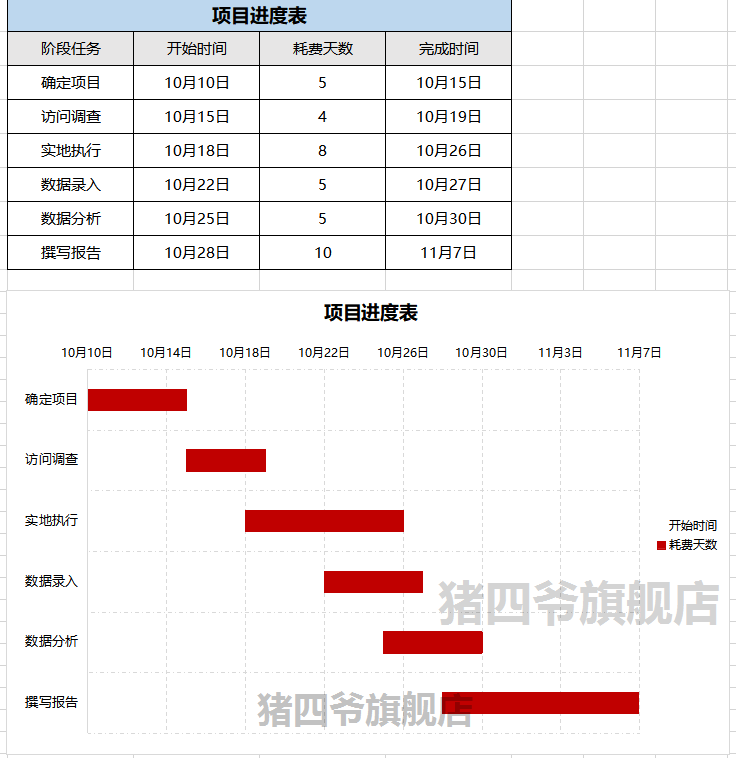 项目进度表
阶段任务 开始时间 耗费天数 完成时间
确定项目 10月10日 5 10月15日
访问调查 10月15日 4 10月19日
实地执行 10月18日 8 10月26日
数据录入 10月22日 5 10月27日
数据分析 10月25日 5 10月30日
撰写报告 10月28日 10 11月7日
项目进度表
10月10日 10月14日 10月18日 10月22日 10月26日 10月30日 11月3日 11月7日
确定项目
访问调查
实地执行
开始时间
耗费天数
数据录入
猪四爷旗舰店
数据分析
撰写报告
猪四爷旗舰店